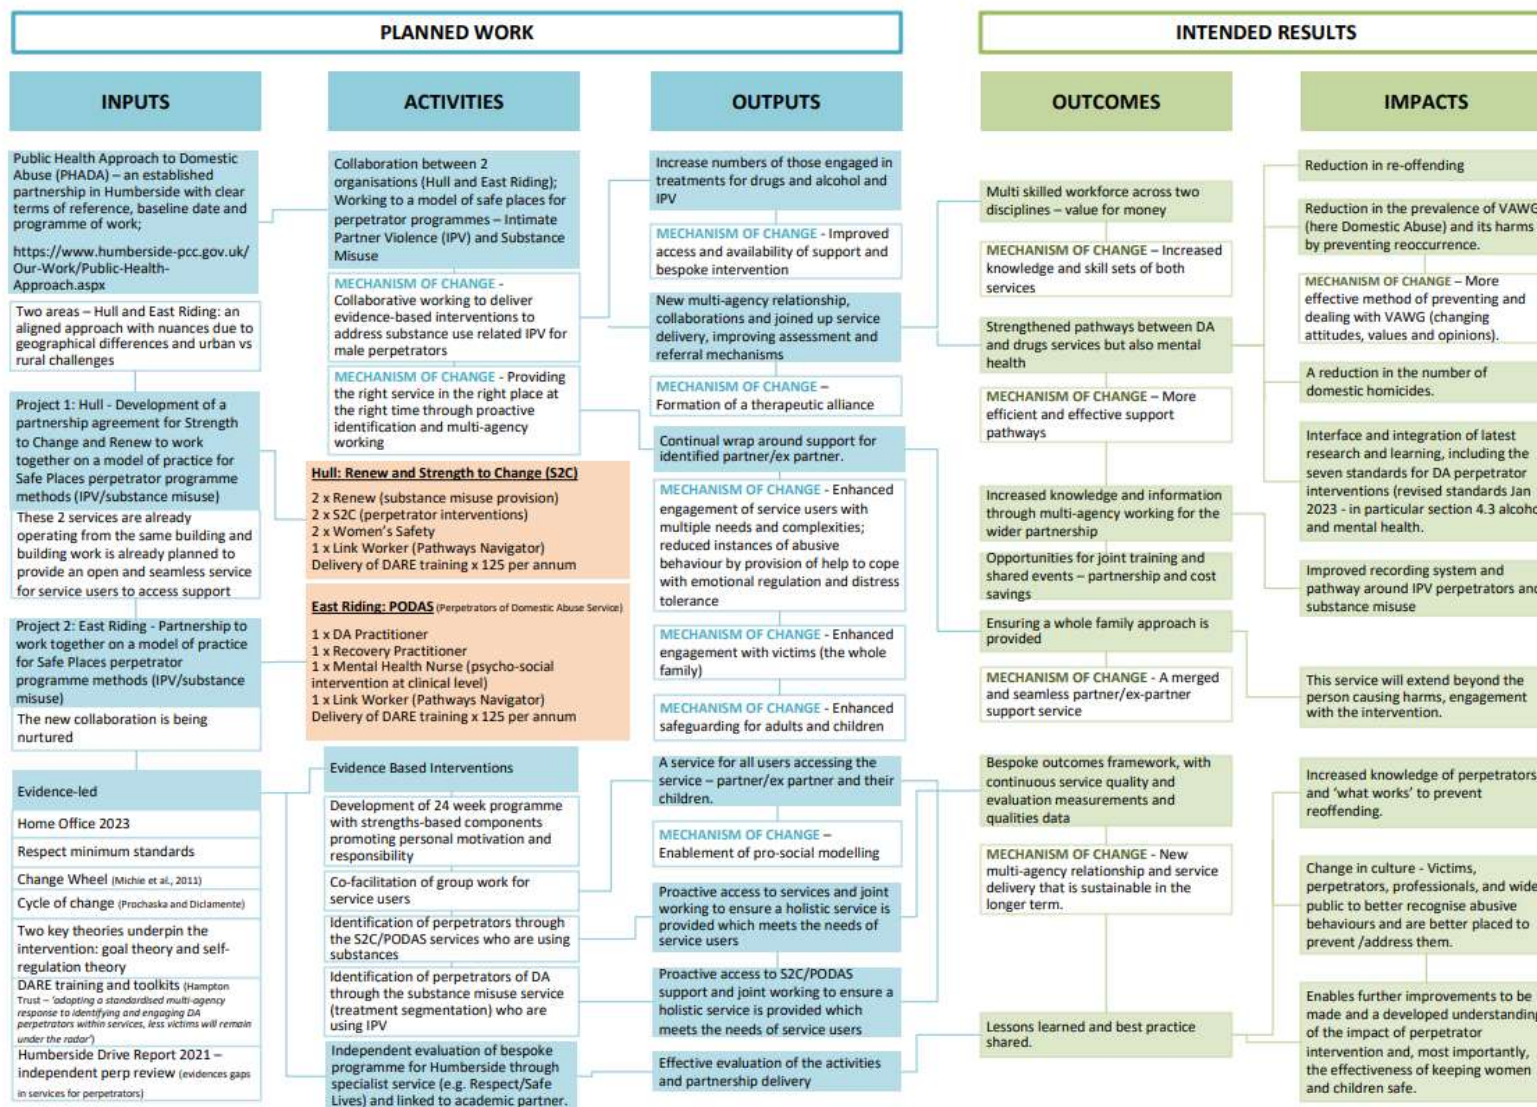 PLANNED WORK
INTENDED RESULTS
INPUTS
ACTIVITIES
OUTPUTS
OUTCOMES
IMPACTS
Public Health Approach to Domestic
Abuse (PHADA) – an established
partnership in Humberside with clear
terms of reference, baseline date and
programme of work;
https://www.humberside-pcc.gov.uk/
Our-Work/Public-Health-
Approach.aspx
Two areas – Hull and East Riding: an
aligned approach with nuances due to
geographical differences and urban vs
rural challenges
Project 1: Hull - Development of a
partnership agreement for Strength
to Change and Renew to work
together on a model of practice for
Safe Places perpetrator programme
methods (IPV/substance misuse)
These 2 services are already
operating from the same building and
building work is already planned to
provide an open and seamless service
for service users to access support
Project 2: East Riding - Partnership to
work together on a model of practice
for Safe Places perpetrator
programme methods (IPV/substance
misuse)
The new collaboration is being
nurtured
Evidence-led
Home Office 2023
Respect minimum standards
Change Wheel (Michie et al., 2011)
Cycle of change (Prochaska and Diclamente)
Two key theories underpin the
intervention: goal theory and self-
regulation theory
DARE training and toolkits (Hampton
Trust – 'adopting a standardised multi-agency
response to identifying and engaging DA
perpetrators within services, less victims will remain
under the radar')
Humberside Drive Report 2021 –
independent perp review (evidences gaps
in services for perpetrators)
Collaboration between 2
organisations (Hull and East Riding);
Working to a model of safe places for
perpetrator programmes – Intimate
Partner Violence (IPV) and Substance
Misuse
MECHANISM OF CHANGE -
Collaborative working to deliver
evidence-based interventions to
address substance use related IPV for
male perpetrators
MECHANISM OF CHANGE - Providing
the right service in the right place at
the right time through proactive
identification and multi-agency
working
Hull: Renew and Strength to Change (S2C)
2 x Renew (substance misuse provision)
2 x S2C (perpetrator interventions)
2 x Women's Safety
1 x Link Worker (Pathways Navigator)
Delivery of DARE training x 125 per annum
East Riding: PODAS (Perpetrators of Domestic Abuse Service)
1 x DA Practitioner
1 x Recovery Practitioner
1 x Mental Health Nurse (psycho-social
intervention at clinical level)
1 x Link Worker (Pathways Navigator)
Delivery of DARE training x 125 per annum
Evidence Based Interventions
Development of 24 week programme
with strengths-based components
promoting personal motivation and
responsibility
Co-facilitation of group work for
service users
Identification of perpetrators through
the S2C/PODAS services who are using
substances
Identification of perpetrators of DA
through the substance misuse service
(treatment segmentation) who are
using IPV
Independent evaluation of bespoke
programme for Humberside through
specialist service (e.g. Respect/Safe
Lives) and linked to academic partner.
Increase numbers of those engaged in
treatments for drugs and alcohol and
IPV
MECHANISM OF CHANGE - Improved
access and availability of support and
bespoke intervention
New multi-agency relationship,
collaborations and joined up service
delivery, improving assessment and
referral mechanisms
MECHANISM OF CHANGE –
Formation of a therapeutic alliance
Continual wrap around support for
identified partner/ex partner.
MECHANISM OF CHANGE - Enhanced
engagement of service users with
multiple needs and complexities;
reduced instances of abusive
behaviour by provision of help to cope
with emotional regulation and distress
tolerance
MECHANISM OF CHANGE - Enhanced
engagement with victims (the whole
family)
MECHANISM OF CHANGE - Enhanced
safeguarding for adults and children
A service for all users accessing the
service – partner/ex partner and their
children.
MECHANISM OF CHANGE –
Enablement of pro-social modelling
Proactive access to services and joint
working to ensure a holistic service is
provided which meets the needs of
service users
Proactive access to S2C/PODAS
support and joint working to ensure a
holistic service is provided which
meets the needs of service users
Effective evaluation of the activities
and partnership delivery
Multi skilled workforce across two
disciplines – value for money
MECHANISM OF CHANGE – Increased
knowledge and skill sets of both
services
Strengthened pathways between DA
and drugs services but also mental
health
MECHANISM OF CHANGE – More
efficient and effective support
pathways
Increased knowledge and information
through multi-agency working for the
wider partnership
Opportunities for joint training and
shared events – partnership and cost
savings
Ensuring a whole family approach is
provided
MECHANISM OF CHANGE - A merged
and seamless partner/ex-partner
support service
Bespoke outcomes framework, with
continuous service quality and
evaluation measurements and
qualities data
MECHANISM OF CHANGE - New
multi-agency relationship and service
delivery that is sustainable in the
longer term.
Lessons learned and best practice
shared.
Reduction in re-offending
Reduction in the prevalence of VAWG
(here Domestic Abuse) and its harms
by preventing reoccurrence.
MECHANISM OF CHANGE – More
effective method of preventing and
dealing with VAWG (changing
attitudes, values and opinions).
A reduction in the number of
domestic homicides.
Interface and integration of latest
research and learning, including the
seven standards for DA perpetrator
interventions (revised standards Jan
2023 - in particular section 4.3 alcoho
and mental health.
Improved recording system and
pathway around IPV perpetrators and
substance misuse
This service will extend beyond the
person causing harms, engagement
with the intervention.
Increased knowledge of perpetrators
and 'what works' to prevent
reoffending.
Change in culture - Victims,
perpetrators, professionals, and wide
public to better recognise abusive
behaviours and are better placed to
prevent /address them.
Enables further improvements to be
made and a developed understanding
of the impact of perpetrator
intervention and, most importantly,
the effectiveness of keeping women
and children safe.